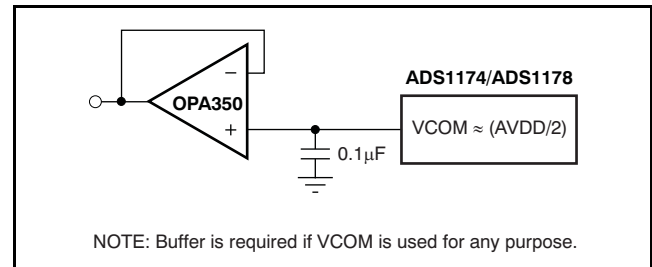 ADS1174/ADS1178
OPA350
−
+
VCOM ≈ (AVDD/2)
0.1μF
NOTE: Buffer is required if VCOM is used for any purpose.